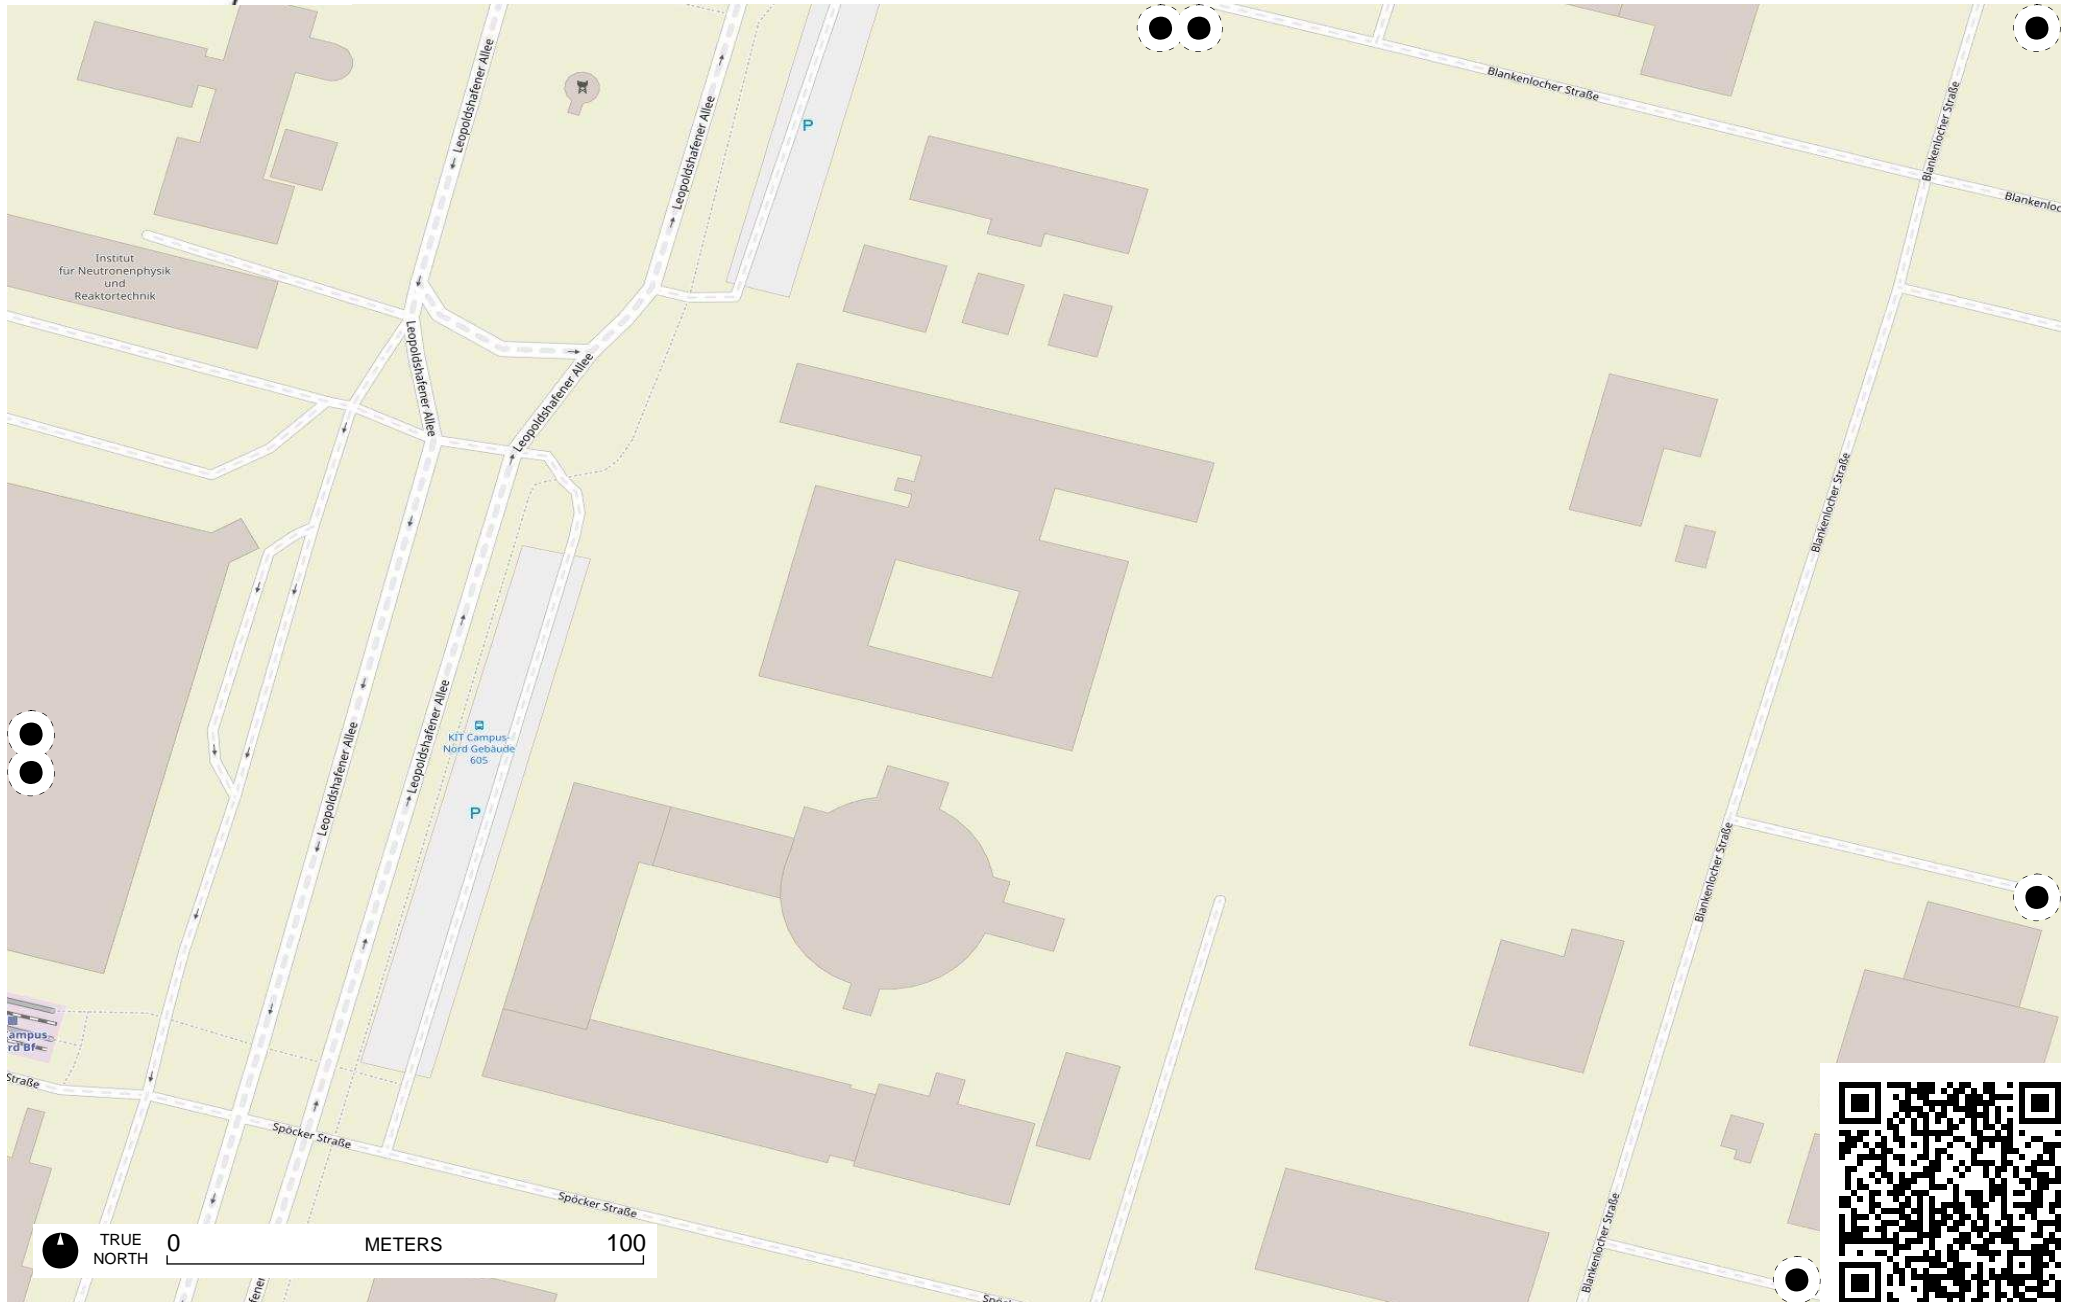 Leopoldshafener Allee
Leopoldshafener Allee
P
Blankenlocher Straße
Blankenlocher Straße
Institut
für Neutronenphysik
und
Reaktortechnik
Leopoldshafener Allee
Leopoldshafener Allee
Blankenlocher Straße
Leopoldshafener Allee
Leopoldshafener Allee
KIT Campus-
Nord Gebäude
605
P
Blankenlocher Straße
Straße
Spöcker Straße
Spöcker Straße
Blankenlocher Straße
TRUE
NORTH
0
METERS
100